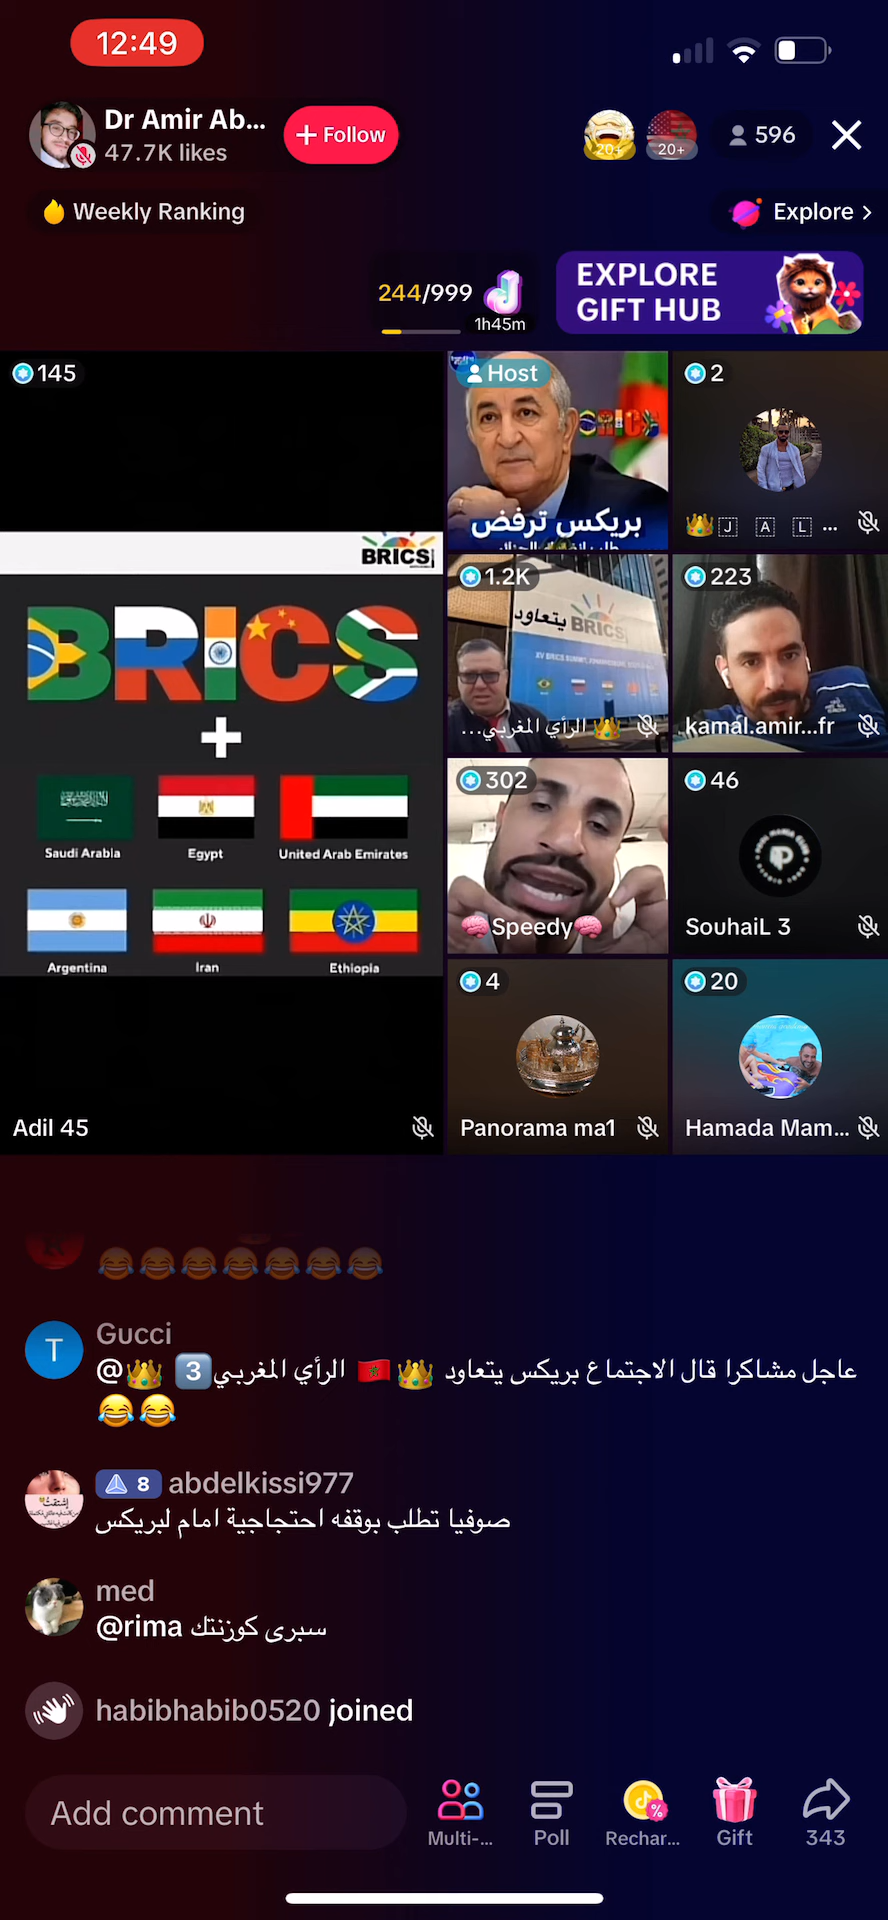 12:49
Dr Amir Ab...
47.7K likes
+ Follow
20+
20+
596
Weekly Ranking
Explore >
244/999
1h45m
EXPLORE
GIFT HUB
145
BRICS
BRICS
+
Saudi Arabia
Egypt
United Arab Emirates
Argentina
Iran
Ethiopia
Adil 45
Host
BRICS
بريكس ترفض
2
J A L ...
1.2K
يتعاود BRICS
الرأي المغربي...
223
kamal.amir...fr
302
Speedy
46
SouhaiL 3
4
Panorama ma1
20
Hamada Mam...
Gucci
@👑 3️⃣ الرأي المغربي 🇲🇦 👑 عاجل مشاكرا قال الاجتماع بريكس يتعاود
😂😂
8 abdelkissi977
صوفيا تطلب بوقفه احتجاجية امام لبريكس
med
@rima سبرى كوزنتك
habibhabib0520 joined
Add comment
Multi-...
Poll
Rechar...
Gift
343